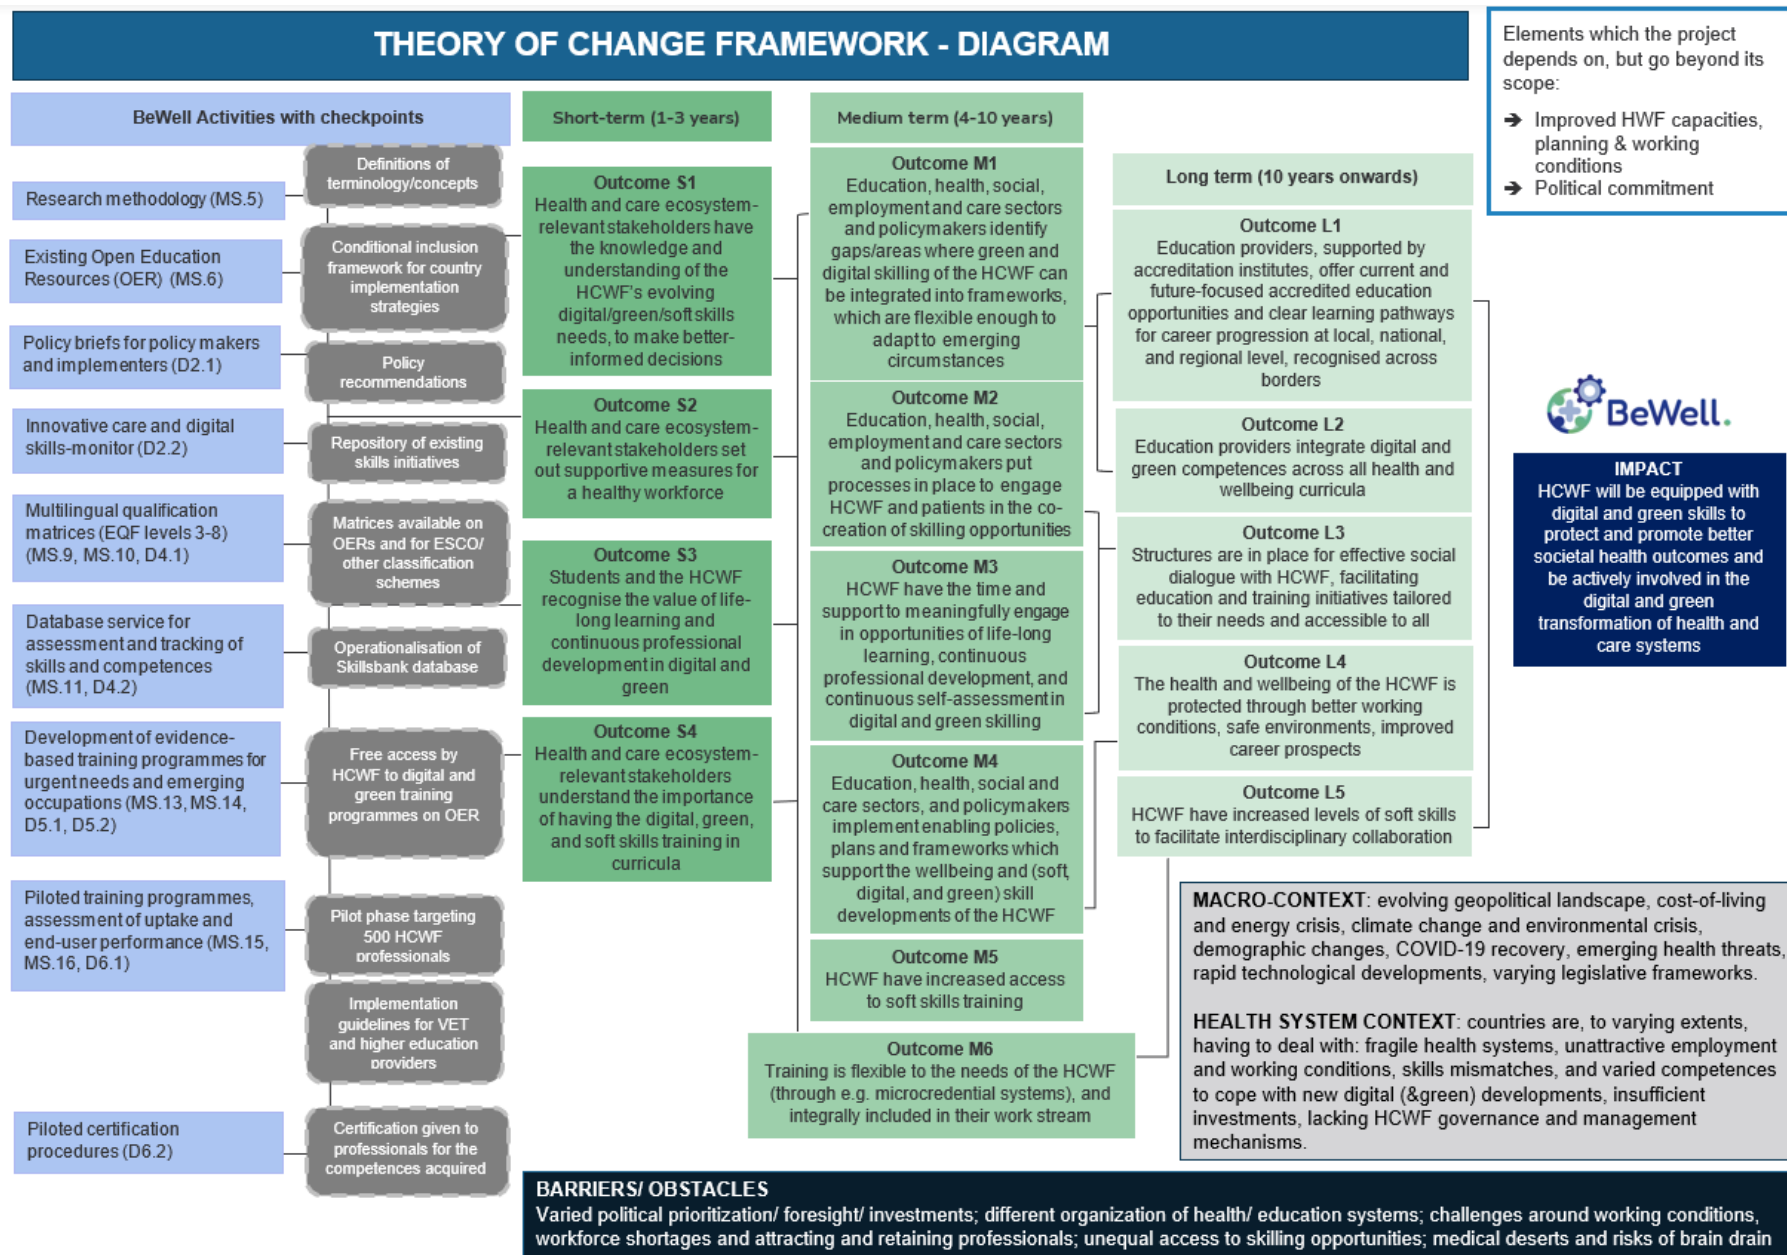 THEORY OF CHANGE FRAMEWORK - DIAGRAM
Elements which the project
depends on, but go beyond its
scope:
➔ Improved HWF capacities,
planning & working
conditions
➔ Political commitment
BeWell Activities with checkpoints
Research methodology (MS.5)
Existing Open Education
Resources (OER) (MS.6)
Policy briefs for policy makers
and implementers (D2.1)
Innovative care and digital
skills-monitor (D2.2)
Multilingual qualification
matrices (EQF levels 3-8)
(MS.9, MS.10, D4.1)
Database service for
assessment and tracking of
skills and competences
(MS.11, D4.2)
Development of evidence-
based training programmes for
urgent needs and emerging
occupations (MS.13, MS.14,
D5.1, D5.2)
Piloted training programmes,
assessment of uptake and
end-user performance (MS.15,
MS.16, D6.1)
Piloted certification
procedures (D6.2)
Definitions of
terminology/concepts
Conditional inclusion
framework for country
implementation
strategies
Policy
recommendations
Repository of existing
skills initiatives
Matrices available on
OERs and for ESCO/
other classification
schemes
Operationalisation of
Skillsbank database
Free access by
HCWF to digital and
green training
programmes on OER
Pilot phase targeting
500 HCWF
professionals
Implementation
guidelines for VET
and higher education
providers
Certification given to
professionals for the
competences acquired
Short-term (1-3 years)
Outcome S1
Health and care ecosystem-
relevant stakeholders have
the knowledge and
understanding of the
HCWF's evolving
digital/green/soft skills
needs, to make better-
informed decisions
Outcome S2
Health and care ecosystem-
relevant stakeholders set
out supportive measures for
a healthy workforce
Outcome S3
Students and the HCWF
recognise the value of life-
long learning and
continuous professional
development in digital and
green
Outcome S4
Health and care ecosystem-
relevant stakeholders
understand the importance
of having the digital, green,
and soft skills training in
curricula
Medium term (4-10 years)
Outcome M1
Education, health, social,
employment and care sectors
and policymakers identify
gaps/areas where green and
digital skilling of the HCWF can
be integrated into frameworks,
which are flexible enough to
adapt to emerging
circumstances
Outcome M2
Education, health, social,
employment and care sectors
and policymakers put
processes in place to engage
HCWF and patients in the co-
creation of skilling opportunities
Outcome M3
HCWF have the time and
support to meaningfully engage
in opportunities of life-long
learning, continuous
professional development, and
continuous self-assessment in
digital and green skilling
Outcome M4
Education, health, social and
care sectors, and policymakers
implement enabling policies,
plans and frameworks which
support the wellbeing and (soft,
digital, and green) skill
developments of the HCWF
Outcome M5
HCWF have increased access
to soft skills training
Outcome M6
Training is flexible to the needs of the HCWF
(through e.g. microcredential systems), and
integrally included in their work stream
Long term (10 years onwards)
Outcome L1
Education providers, supported by
accreditation institutes, offer current and
future-focused accredited education
opportunities and clear learning pathways
for career progression at local, national,
and regional level, recognised across
borders
Outcome L2
Education providers integrate digital and
green competences across all health and
wellbeing curricula
Outcome L3
Structures are in place for effective social
dialogue with HCWF, facilitating
education and training initiatives tailored
to their needs and accessible to all
Outcome L4
The health and wellbeing of the HCWF is
protected through better working
conditions, safe environments, improved
career prospects
Outcome L5
HCWF have increased levels of soft skills
to facilitate interdisciplinary collaboration
BeWell.
IMPACT
HCWF will be equipped with
digital and green skills to
protect and promote better
societal health outcomes and
be actively involved in the
digital and green
transformation of health and
care systems
MACRO-CONTEXT: evolving geopolitical landscape, cost-of-living
and energy crisis, climate change and environmental crisis,
demographic changes, COVID-19 recovery, emerging health threats,
rapid technological developments, varying legislative frameworks.
HEALTH SYSTEM CONTEXT: countries are, to varying extents,
having to deal with: fragile health systems, unattractive employment
and working conditions, skills mismatches, and varied competences
to cope with new digital (&green) developments, insufficient
investments, lacking HCWF governance and management
mechanisms.
BARRIERS/ OBSTACLES
Varied political prioritization/ foresight/ investments; different organization of health/ education systems; challenges around working conditions,
workforce shortages and attracting and retaining professionals; unequal access to skilling opportunities; medical deserts and risks of brain drain